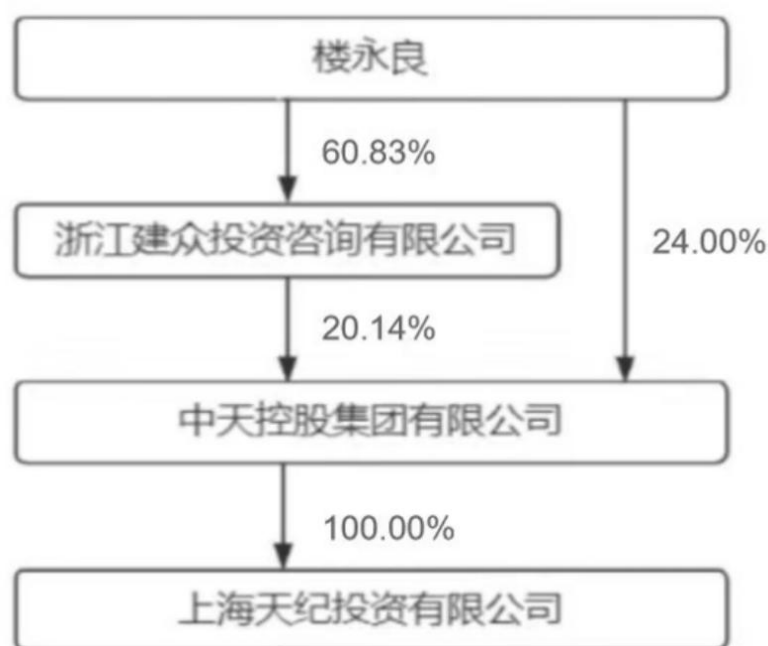 楼永良
60.83%
浙江建众投资咨询有限公司
24.00%
20.14%
中天控股集团有限公司
100.00%
上海天纪投资有限公司